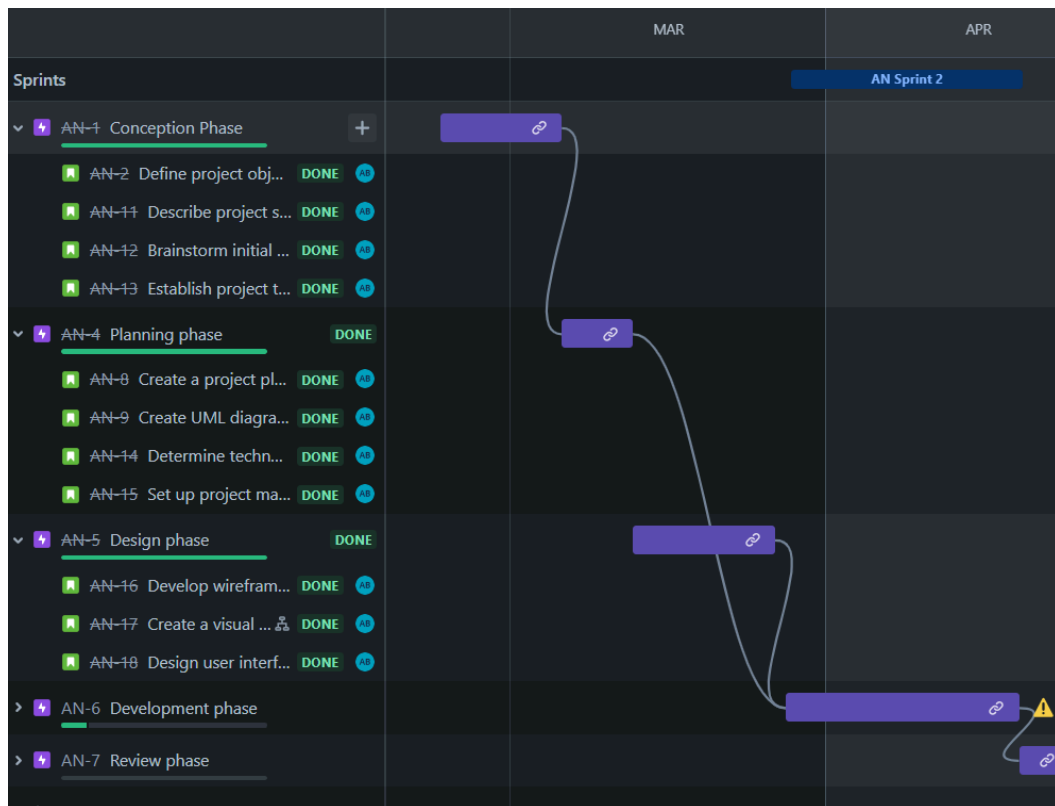 MAR APR
Sprints AN Sprint 2
AN-1 Conception Phase
AN-2 Define project obj... DONE AB
AN-11 Describe project s... DONE AB
AN-12 Brainstorm initial ... DONE AB
AN-13 Establish project t... DONE AB
AN-4 Planning phase DONE
AN-8 Create a project pl... DONE AB
AN-9 Create UML diagra... DONE AB
AN-14 Determine techn... DONE AB
AN-15 Set up project ma... DONE AB
AN-5 Design phase DONE
AN-16 Develop wirefram... DONE AB
AN-17 Create a visual ... DONE AB
AN-18 Design user interf... DONE AB
AN-6 Development phase
AN-7 Review phase